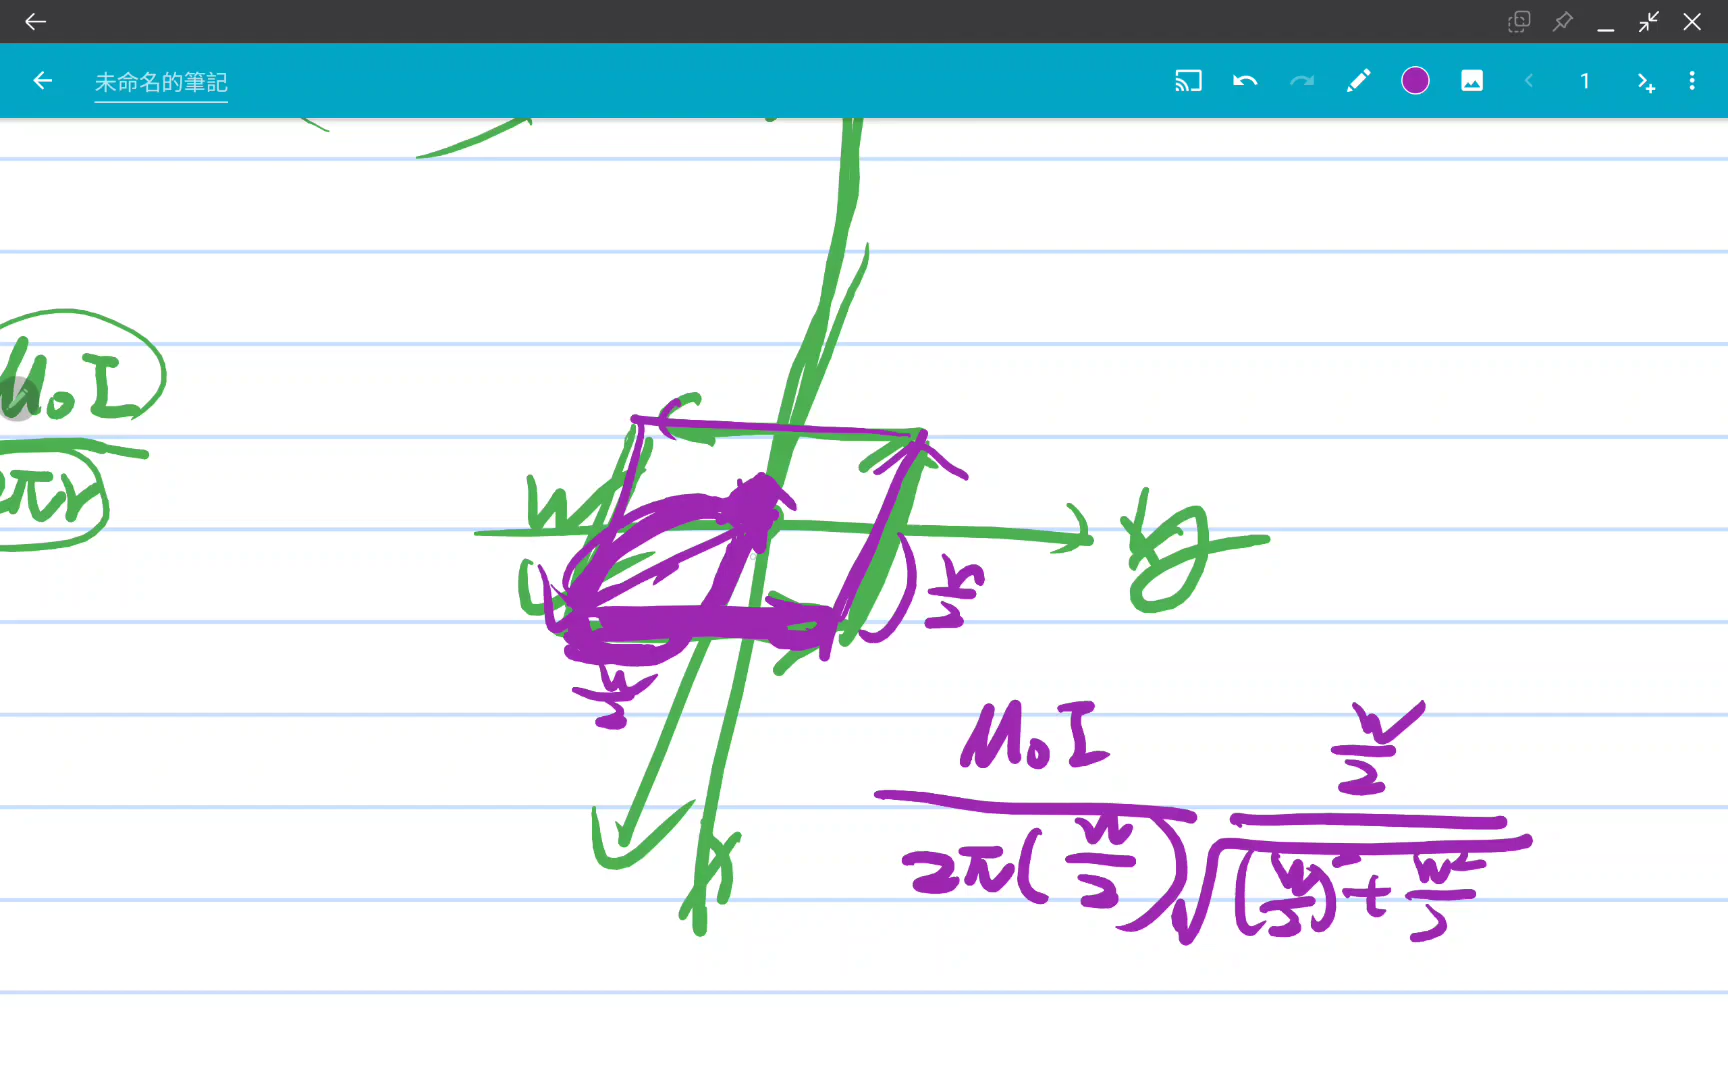 未命名的筆記
1
μ₀I
2πr
W
y
r/2
w/2
x
μ₀I / 2π(w/2)
w/2 / √((w/2)² + w²/2)